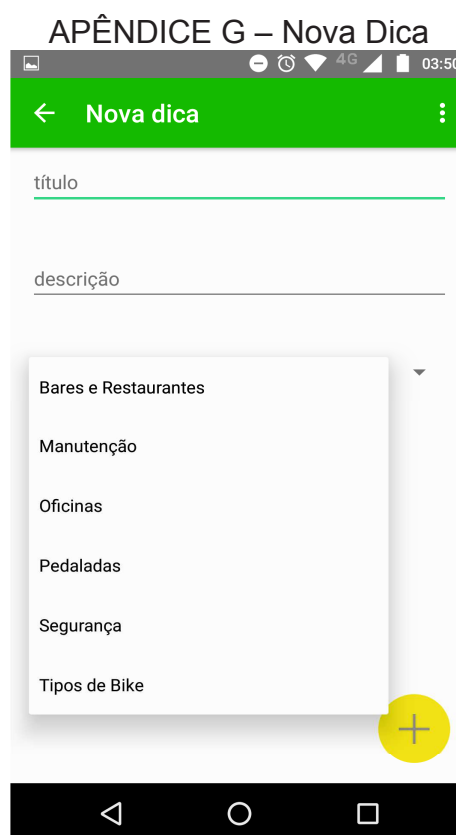 APÊNDICE G – Nova Dica
4G 03:50
Nova dica
título
descrição
Bares e Restaurantes
Manutenção
Oficinas
Pedaladas
Segurança
Tipos de Bike